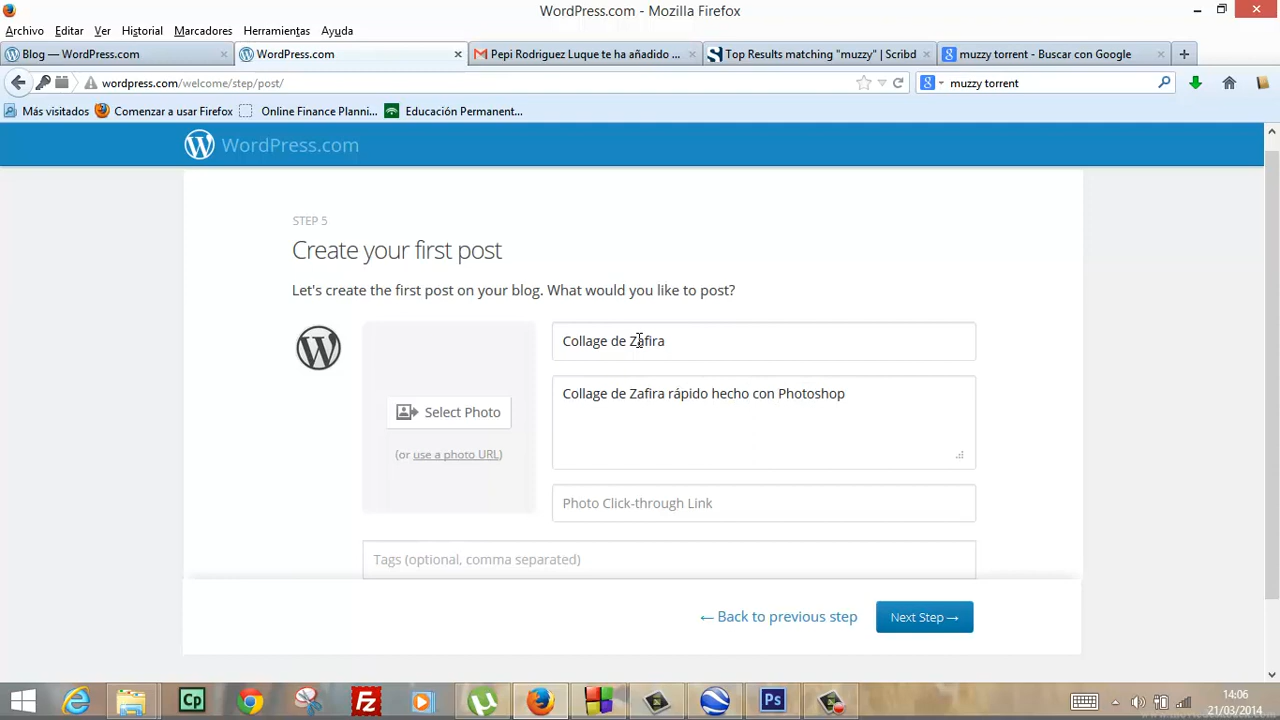 WordPress.com - Mozilla Firefox
Archivo Editar Ver Historial Marcadores Herramientas Ayuda
Blog — WordPress.com
WordPress.com
Pepi Rodriguez Luque te ha añadido ...
Top Results matching "muzzy" | Scribd
muzzy torrent - Buscar con Google
wordpress.com/welcome/step/post/
muzzy torrent
Más visitados Comenzar a usar Firefox Online Finance Planni... Educación Permanent...
WordPress.com
STEP 5
Create your first post
Let's create the first post on your blog. What would you like to post?
Collage de Zafira
Collage de Zafira rápido hecho con Photoshop
Select Photo
(or use a photo URL)
Photo Click-through Link
Tags (optional, comma separated)
← Back to previous step
Next Step →
14:06
21/03/2014